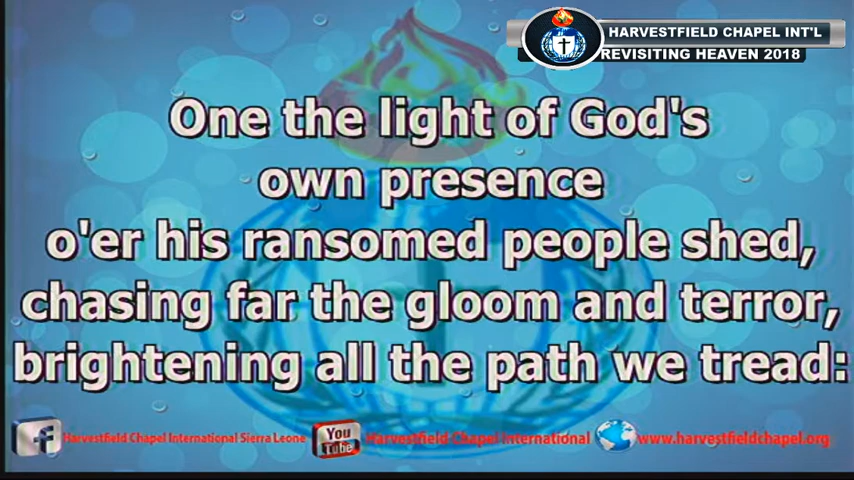 HARVESTFIELD CHAPEL INT'L
REVISITING HEAVEN 2018
One the light of God's
own presence
o'er his ransomed people shed,
chasing far the gloom and terror,
brightening all the path we tread:
Harvestfield Chapel International Sierra Leone
You
Tube
Harvestfield Chapel International
www.harvestfieldchapel.org